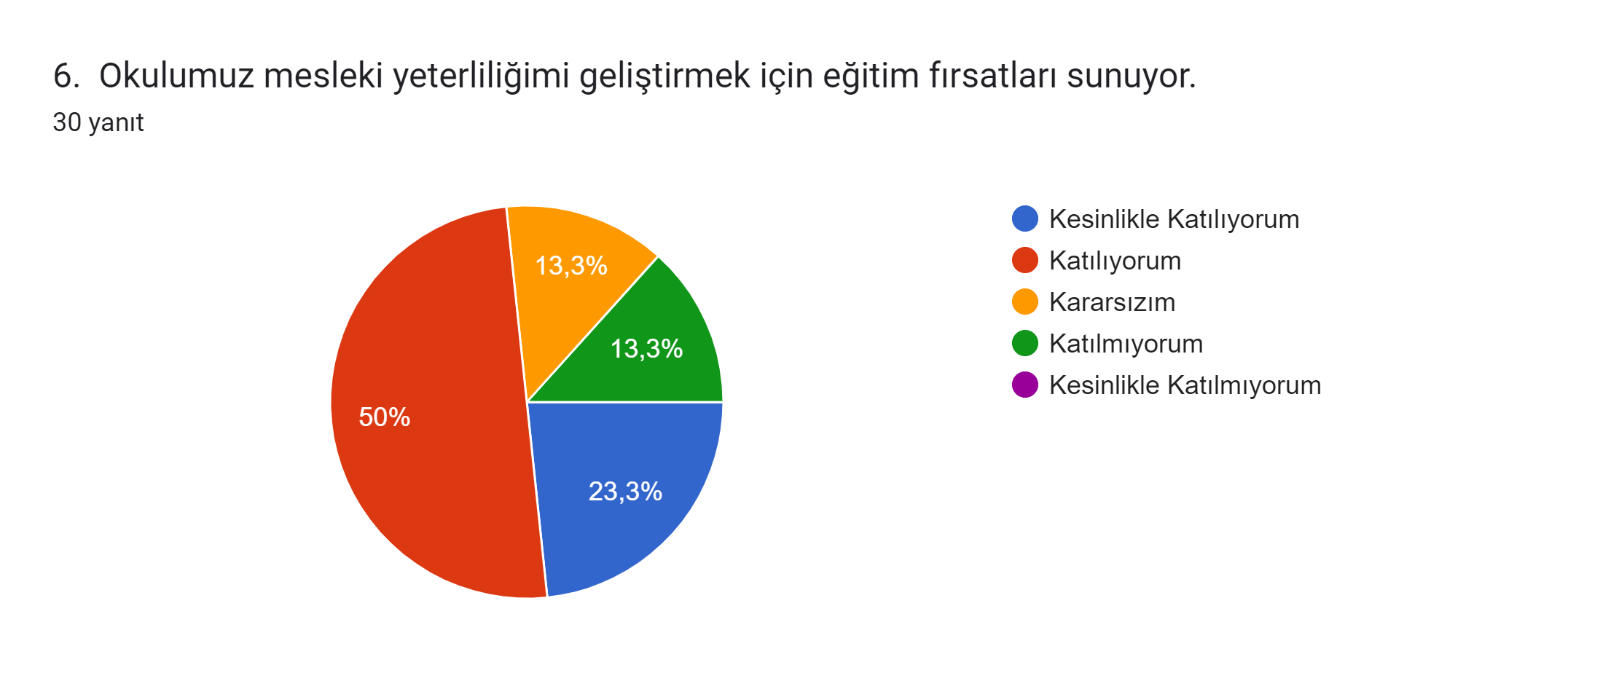 6. Okulumuz mesleki yeterliliğimi geliştirmek için eğitim fırsatları sunuyor.
30 yanıt
Kesinlikle Katılıyorum
Katılıyorum
Kararsızım
Katılmıyorum
Kesinlikle Katılmıyorum
13,3%
13,3%
50%
23,3%